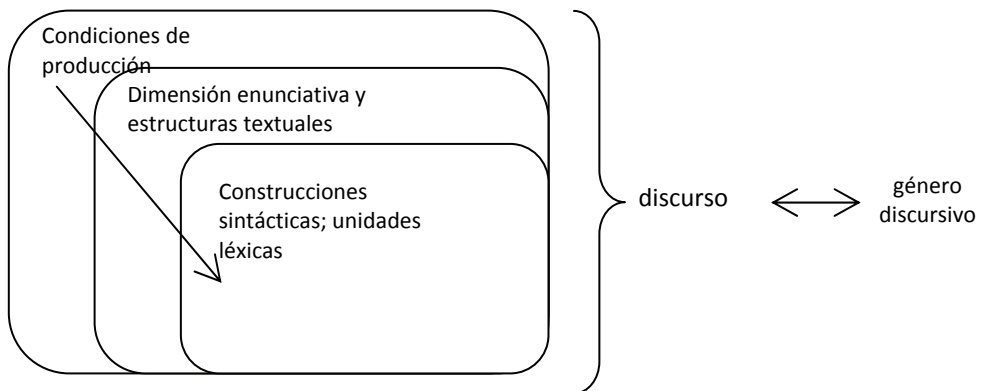 Condiciones de
producción
Dimensión enunciativa y
estructuras textuales
Construcciones
sintácticas; unidades
léxicas
discurso
género
discursivo